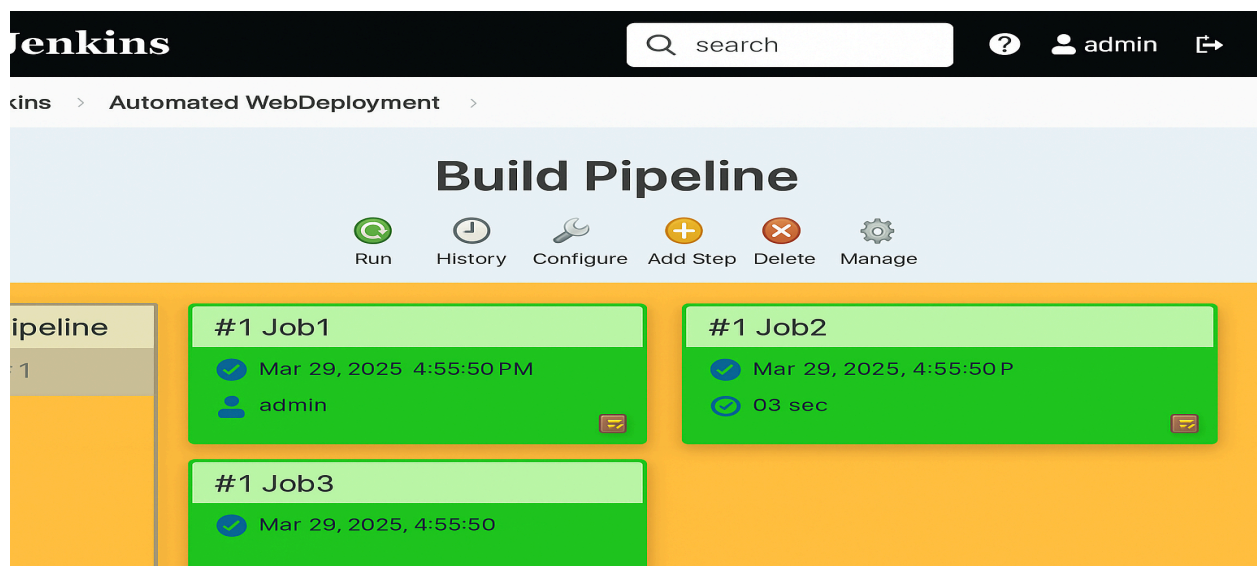 Jenkins search ? admin
kins > Automated WebDeployment >
Build Pipeline
Run History Configure Add Step Delete Manage
ipeline
#1 Job1
#1 Job2
1
Mar 29, 2025 4:55:50 PM
Mar 29, 2025, 4:55:50 P
admin
03 sec
#1 Job3
Mar 29, 2025, 4:55:50